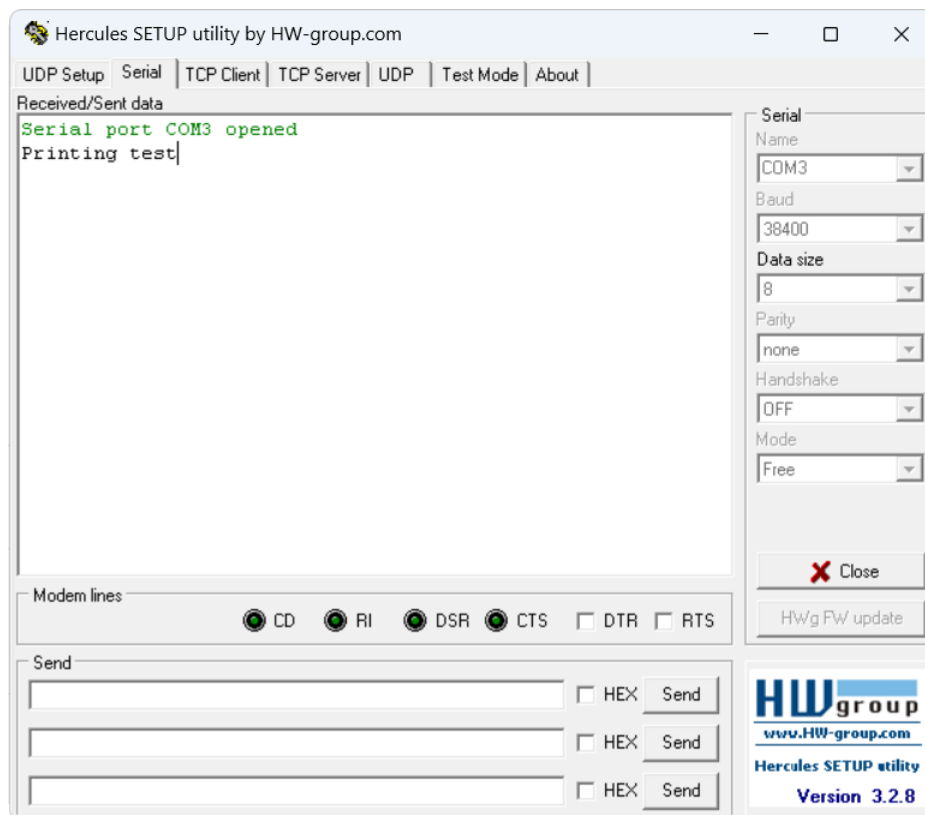 Hercules SETUP utility by HW-group.com
UDP Setup Serial TCP Client TCP Server UDP Test Mode About
Received/Sent data
Serial port COM3 opened
Printing test
Serial
Name
COM3
Baud
38400
Data size
8
Parity
none
Handshake
OFF
Mode
Free
Close
HWg FW update
Modem lines
CD RI DSR CTS DTR RTS
Send
HEX Send
HEX Send
HEX Send
HW group
www.HW-group.com
Hercules SETUP utility
Version 3.2.8